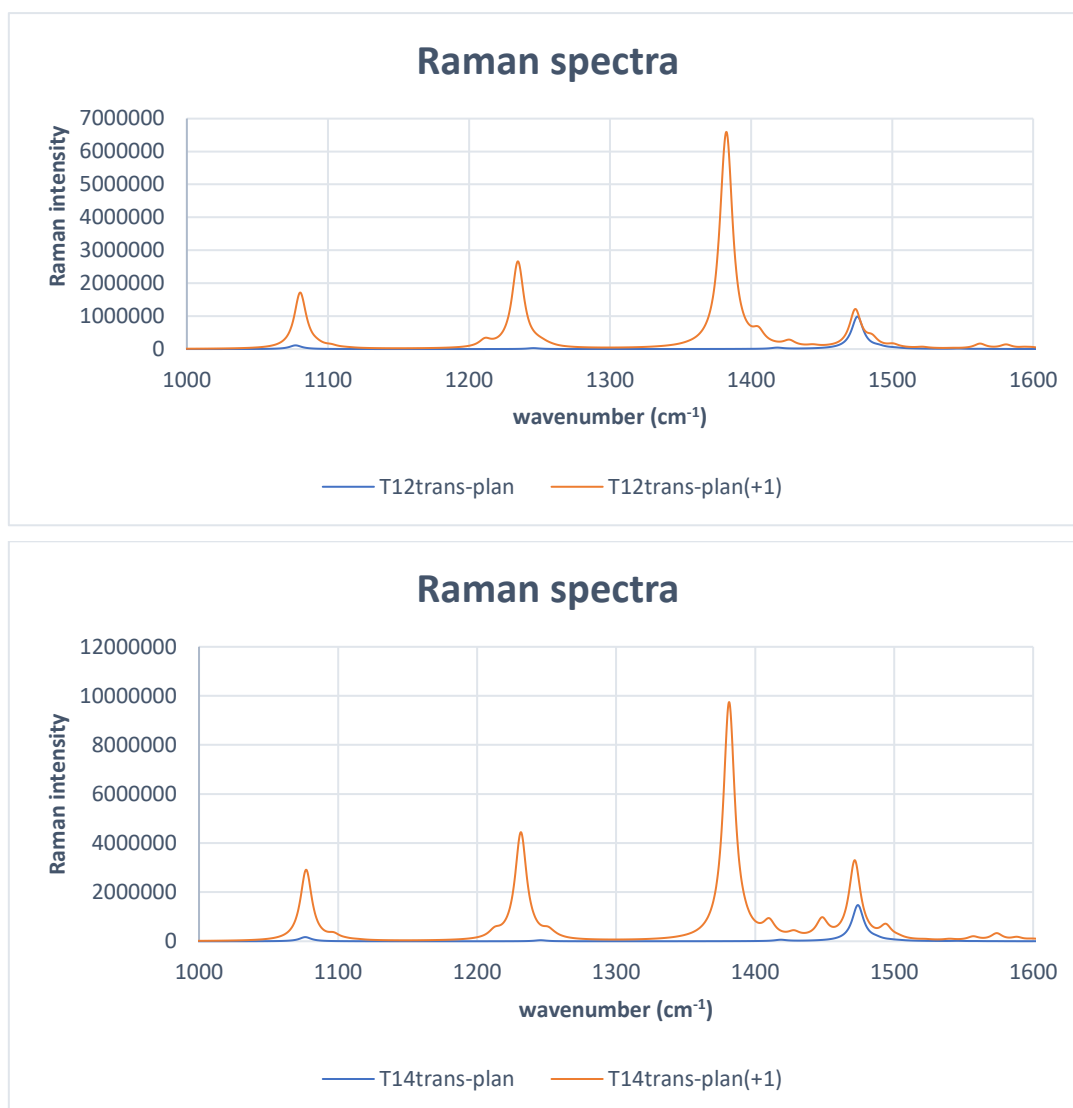 Raman spectra
7000000
6000000
5000000
4000000
3000000
2000000
1000000
0
Raman intensity
1000 1100 1200 1300 1400 1500 1600
wavenumber (cm⁻¹)
T12trans-plan T12trans-plan(+1)
Raman spectra
12000000
10000000
8000000
6000000
4000000
2000000
0
Raman intensity
1000 1100 1200 1300 1400 1500 1600
wavenumber (cm⁻¹)
T14trans-plan T14trans-plan(+1)